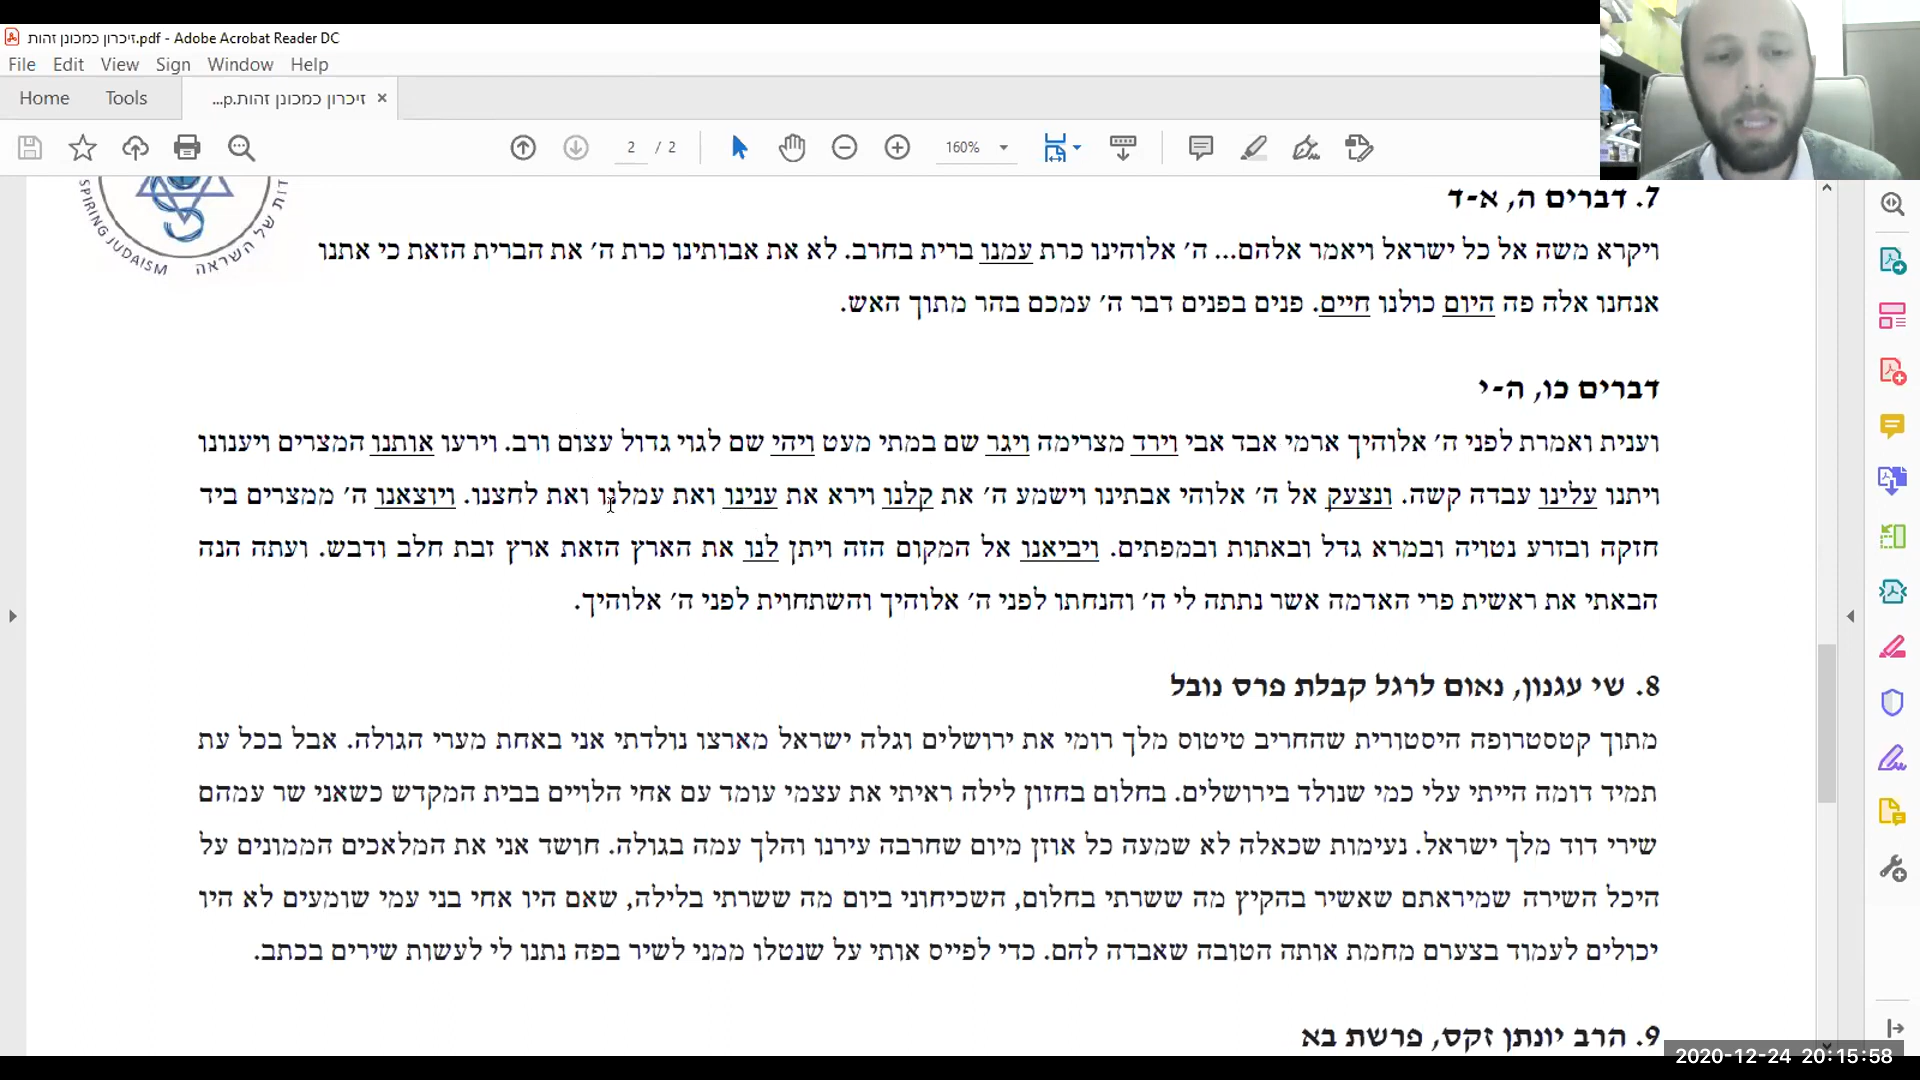 זיכרון כמכונן זהות.pdf - Adobe Acrobat Reader DC
File Edit View Sign Window Help
Home Tools זיכרון כמכונן זהות.p... ×
2 / 2 160%
SPIRING JUDAISM
דות של השראה
7. דברים ה, א-ד
ויקרא משה אל כל ישראל ויאמר אלהם... ה׳ אלוהינו כרת עמנו ברית בחרב. לא את אבותינו כרת ה׳ את הברית הזאת כי אתנו
אנחנו אלה פה היום כולנו חיים. פנים בפנים דבר ה׳ עמכם בהר מתוך האש.
דברים כו, ה-י
וענית ואמרת לפני ה׳ אלוהיך ארמי אבד אבי וירד מצרימה ויגר שם במתי מעט ויהי שם לגוי גדול עצום ורב. וירעו אותנו המצרים ויענונו
ויתנו עלינו עבדה קשה. ונצעק אל ה׳ אלוהי אבתינו וישמע ה׳ את קלנו וירא את ענינו ואת עמלנו ואת לחצנו. ויוצאנו ה׳ ממצרים ביד
חזקה ובזרע נטויה ובמרא גדל ובאתות ובמפתים. ויביאנו אל המקום הזה ויתן לנו את הארץ הזאת ארץ זבת חלב ודבש. ועתה הנה
הבאתי את ראשית פרי האדמה אשר נתתה לי ה׳ והנחתו לפני ה׳ אלוהיך והשתחוית לפני ה׳ אלוהיך.
8. שי עגנון, נאום לרגל קבלת פרס נובל
מתוך קטסטרופה היסטורית שהחריב טיטוס מלך רומי את ירושלים וגלה ישראל מארצו נולדתי אני באחת מערי הגולה. אבל בכל עת
תמיד דומה הייתי עלי כמי שנולד בירושלים. בחלום בחזון לילה ראיתי את עצמי עומד עם אחי הלויים בבית המקדש כשאני שר עמהם
שירי דוד מלך ישראל. נעימות שכאלה לא שמעה כל אוזן מיום שחרבה עירנו והלך עמה בגולה. חושד אני את המלאכים הממונים על
היכל השירה שמיראתם שאשיר בהקיץ מה ששרתי בחלום, השכיחוני ביום מה ששרתי בלילה, שאם היו אחי בני עמי שומעים לא היו
יכולים לעמוד בצערם מחמת אותה הטובה שאבדה להם. כדי לפייס אותי על שנטלו ממני לשיר בפה נתנו לי לעשות שירים בכתב.
9. הרב יונתן זקס, פרשת בא
2020-12-24 20:15:58